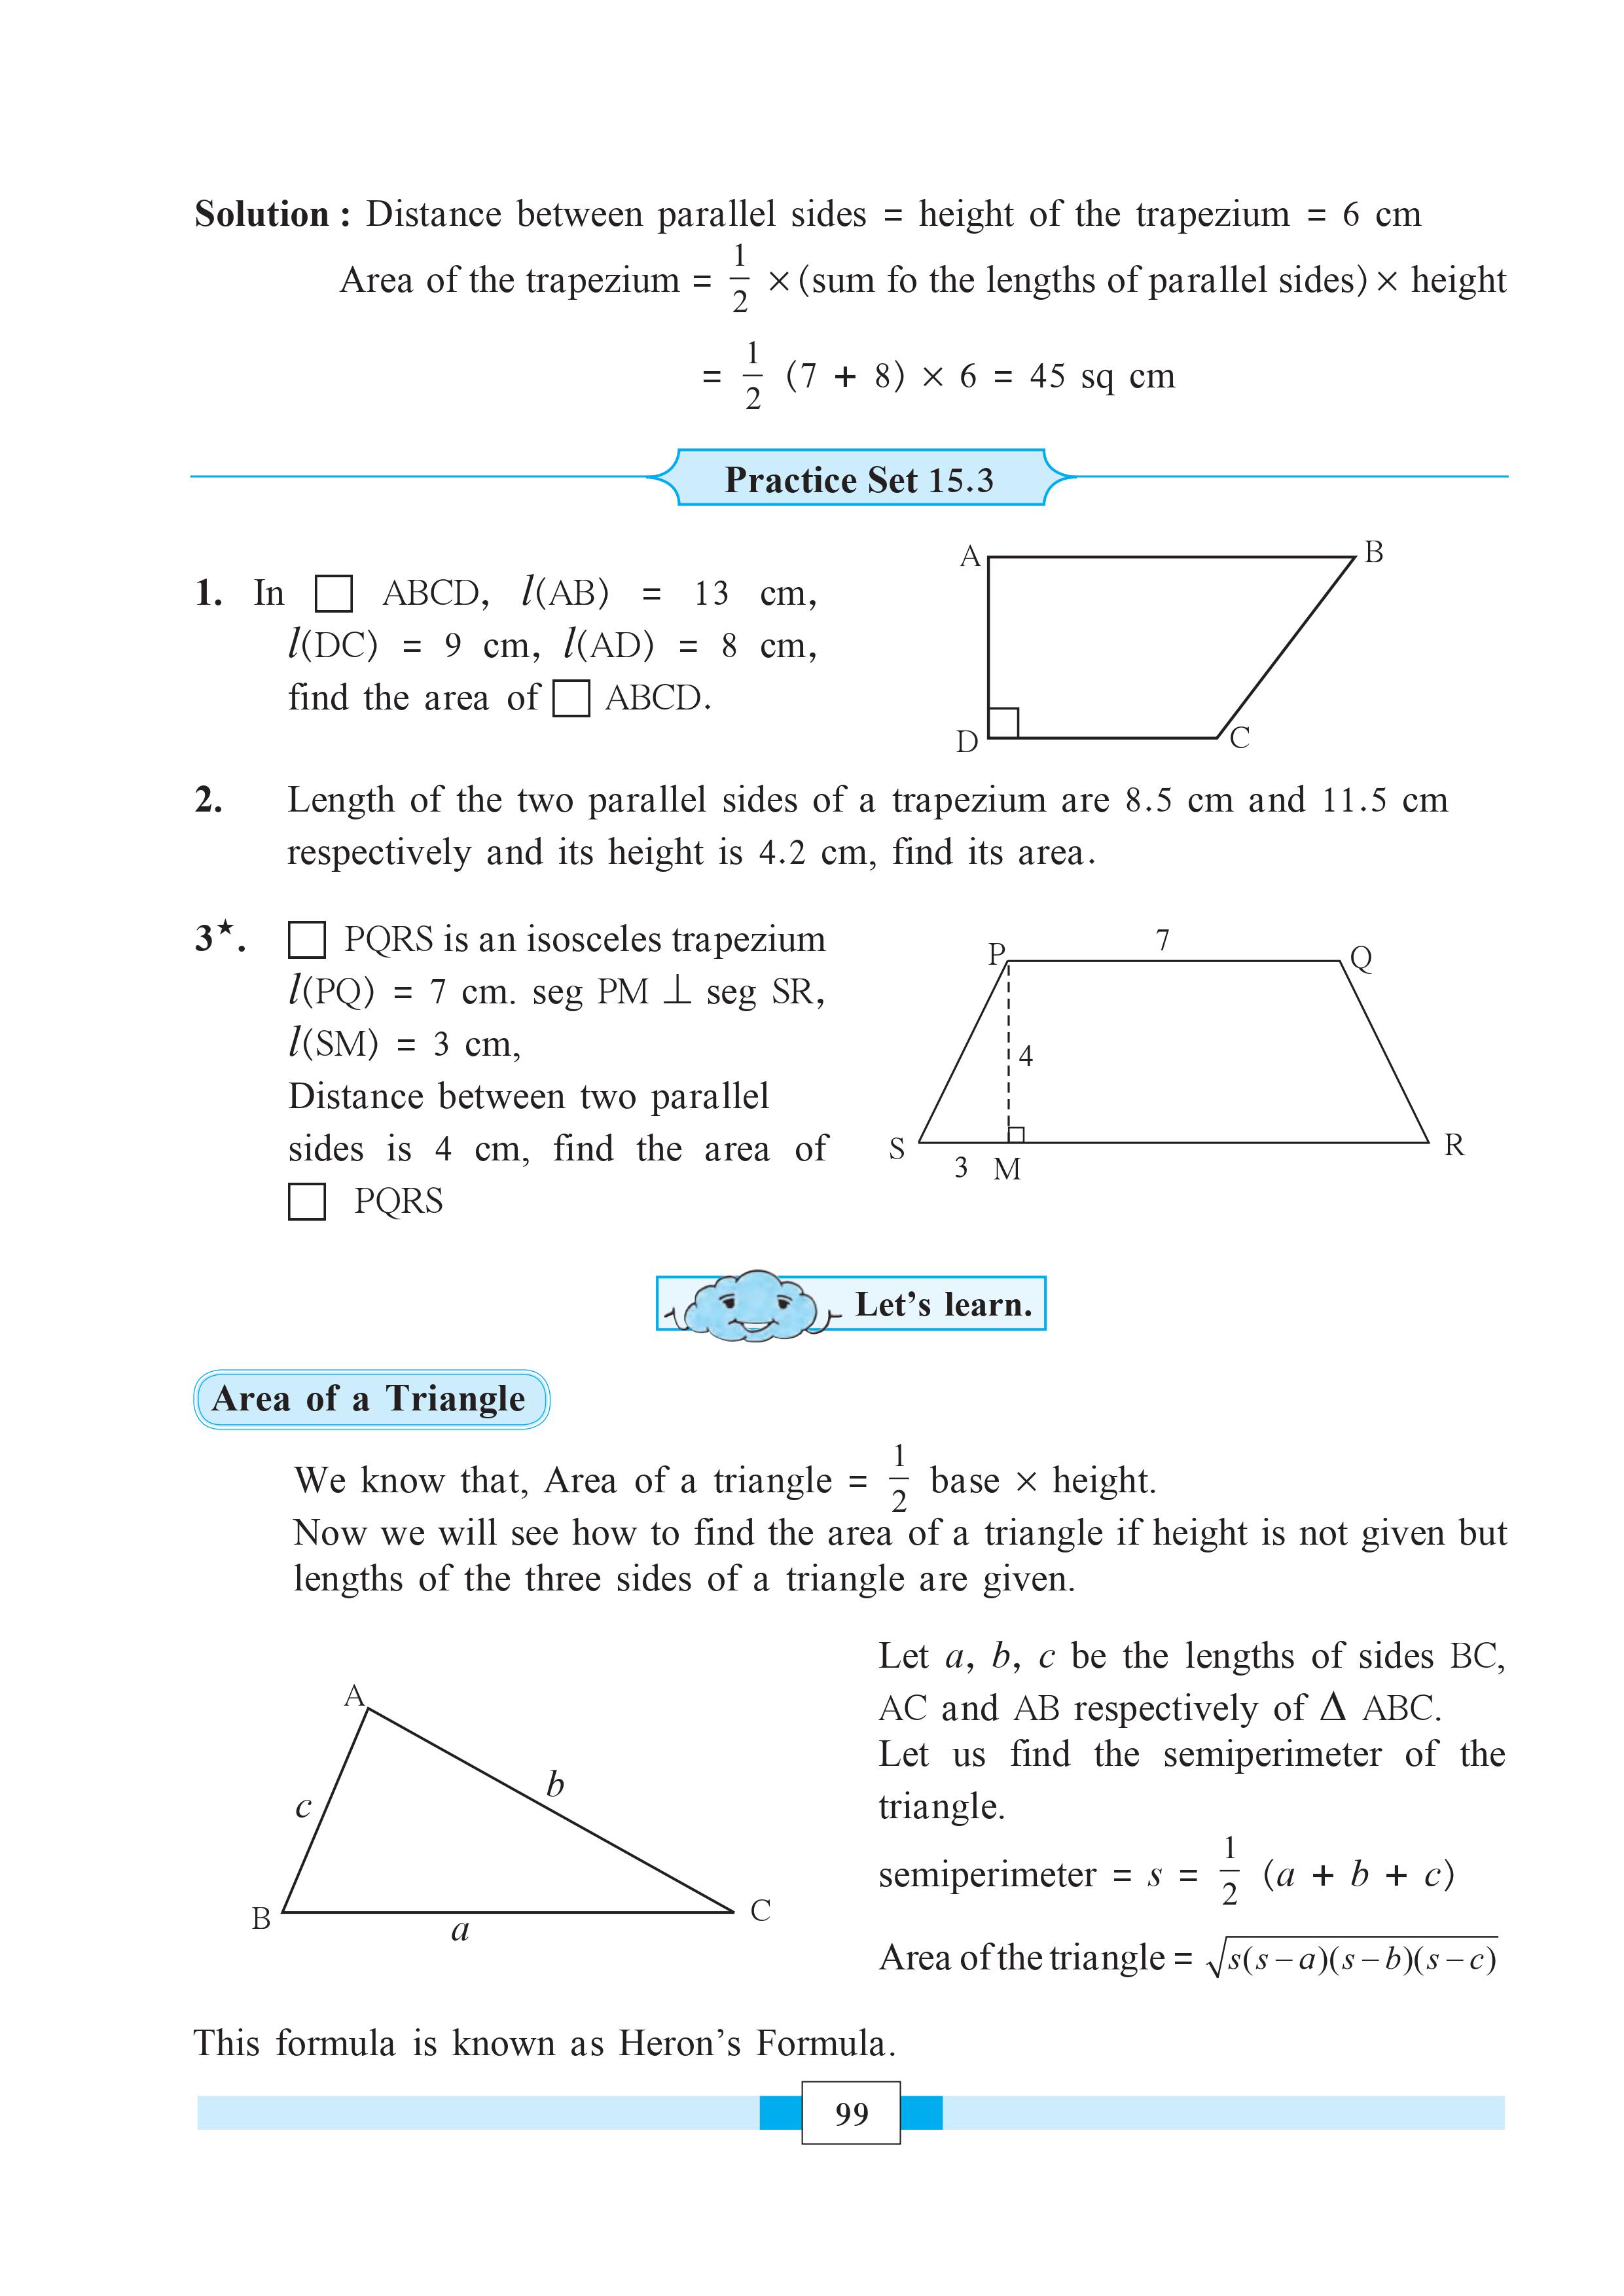 Solution : Distance between parallel sides = height of the trapezium = 6 cm
Area of the trapezium = 1/2 × (sum fo the lengths of parallel sides) × height
= 1/2 (7 + 8) × 6 = 45 sq cm
Practice Set 15.3
1. In □ ABCD, l(AB) = 13 cm,
l(DC) = 9 cm, l(AD) = 8 cm,
find the area of □ ABCD.
A
B
D
C
2. Length of the two parallel sides of a trapezium are 8.5 cm and 11.5 cm
respectively and its height is 4.2 cm, find its area.
3★. □ PQRS is an isosceles trapezium
l(PQ) = 7 cm. seg PM ⊥ seg SR,
l(SM) = 3 cm,
Distance between two parallel
sides is 4 cm, find the area of
□ PQRS
P
7
Q
4
S
3
M
R
Let's learn.
Area of a Triangle
We know that, Area of a triangle = 1/2 base × height.
Now we will see how to find the area of a triangle if height is not given but
lengths of the three sides of a triangle are given.
A
b
c
B
a
C
Let a, b, c be the lengths of sides BC,
AC and AB respectively of Δ ABC.
Let us find the semiperimeter of the
triangle.
semiperimeter = s = 1/2 (a + b + c)
Area of the triangle = √s(s–a)(s–b)(s–c)
This formula is known as Heron's Formula.
99